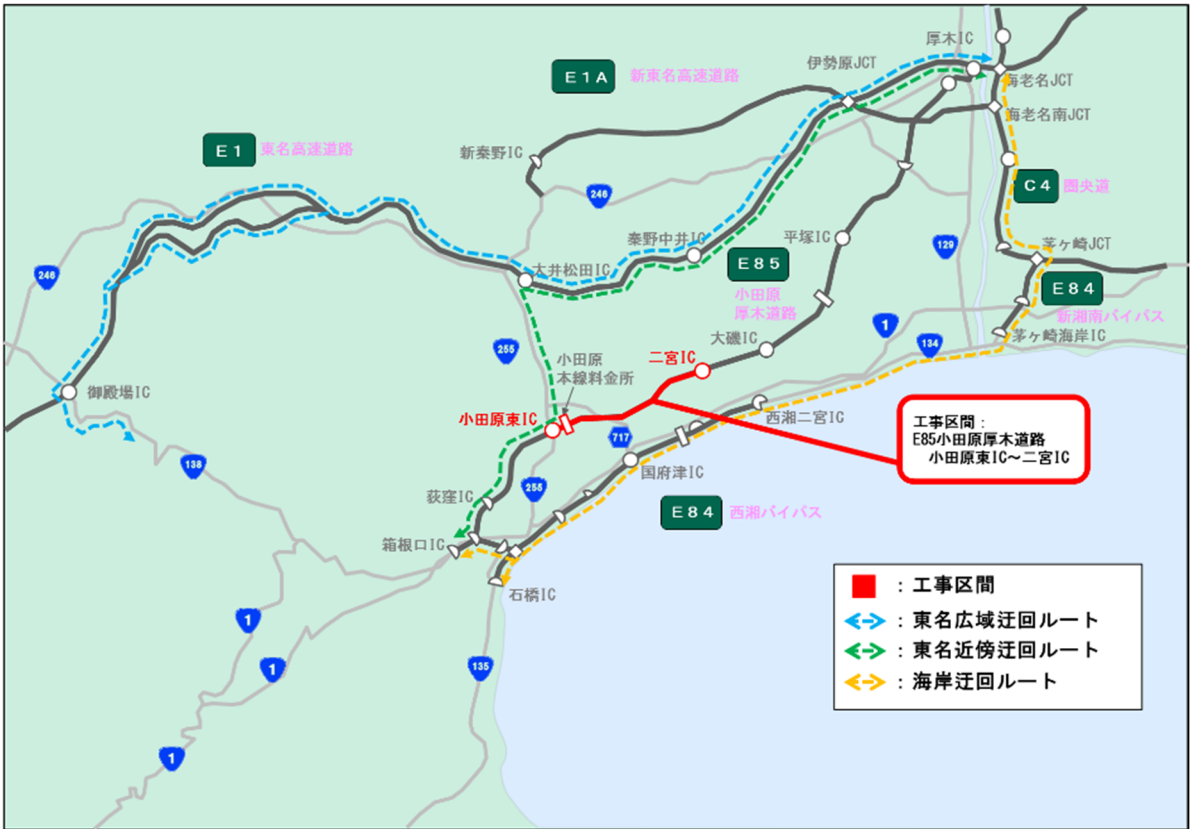 厚木IC
伊勢原JCT
E1A
新東名高速道路
海老名JCT
海老名南JCT
E1
東名高速道路
新秦野IC
246
C4
圏央道
秦野中井IC
平塚IC
129
茅ヶ崎JCT
246
大井松田IC
E85
小田原
厚木道路
E84
新湘南バイパス
1
134
茅ヶ崎海岸IC
255
小田原
本線料金所
二宮IC
大磯IC
御殿場IC
小田原東IC
717
西湘二宮IC
工事区間：
E85小田原厚木道路
小田原東IC～二宮IC
138
国府津IC
255
荻窪IC
E84
西湘バイパス
箱根口IC
石橋IC
：工事区間
：東名広域迂回ルート
：東名近傍迂回ルート
：海岸迂回ルート
1
1
135
1